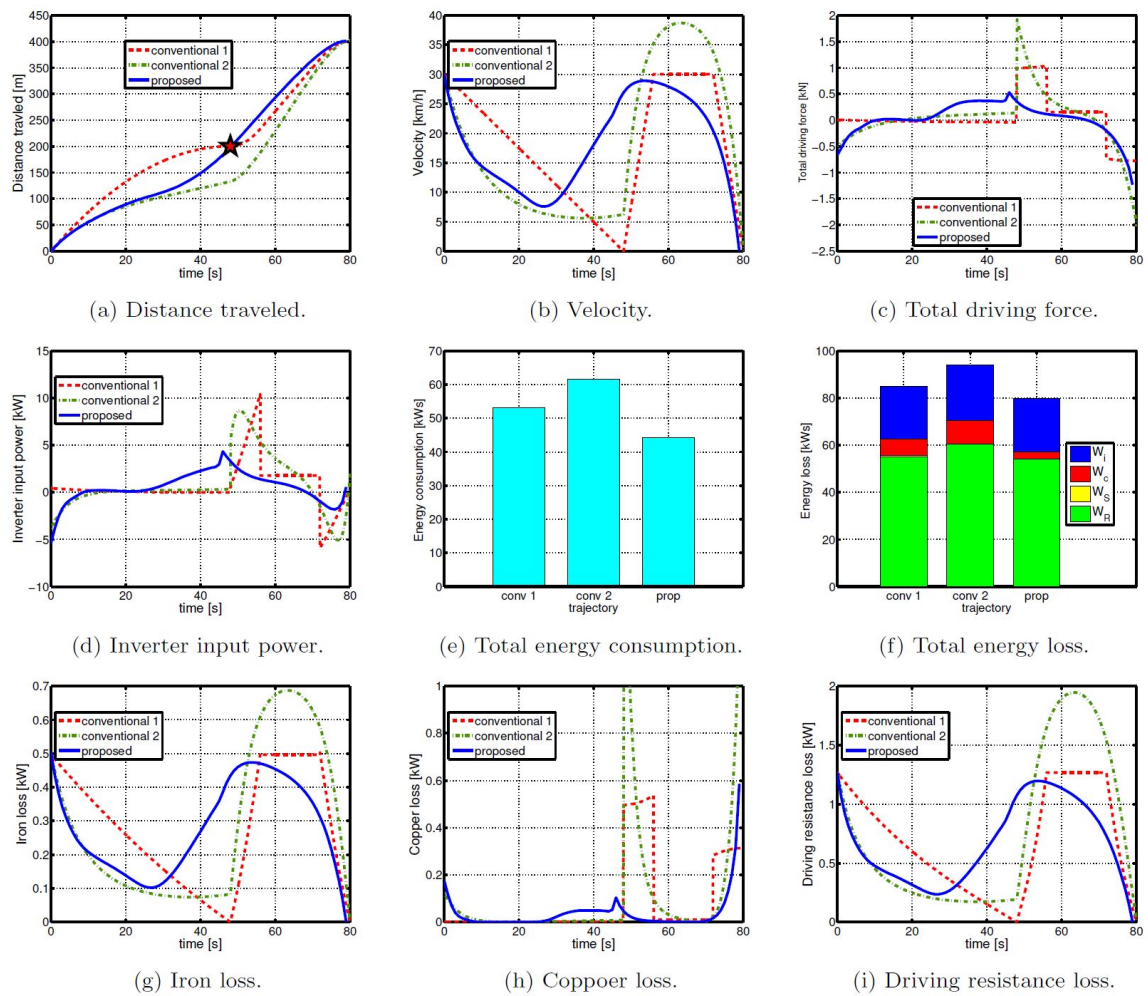 450
400
350
300
250
200
150
100
50
0
Distance traveled [m]
conventional 1
conventional 2
proposed
0 20 40 60 80
time [s]
(a) Distance traveled.
40
35
30
25
20
15
10
5
0
Velocity [km/h]
conventional 1
conventional 2
proposed
0 20 40 60 80
time [s]
(b) Velocity.
2
1.5
1
0.5
0
−0.5
−1
−1.5
−2
−2.5
Total driving force [kN]
conventional 1
conventional 2
proposed
0 20 40 60 80
time [s]
(c) Total driving force.
15
10
5
0
−5
−10
Inverter input power [kW]
conventional 1
conventional 2
proposed
0 20 40 60 80
time [s]
(d) Inverter input power.
70
60
50
40
30
20
10
0
Energy consumption [kWs]
conv 1 conv 2 prop
trajectory
(e) Total energy consumption.
100
80
60
40
20
0
Energy loss [kWs]
W_i
W_c
W_S
W_R
conv 1 conv 2 prop
trajectory
(f) Total energy loss.
0.7
0.6
0.5
0.4
0.3
0.2
0.1
0
Iron loss [kW]
conventional 1
conventional 2
proposed
0 20 40 60 80
time [s]
(g) Iron loss.
1
0.8
0.6
0.4
0.2
0
Copper loss [kW]
conventional 1
conventional 2
proposed
0 20 40 60 80
time [s]
(h) Coppoer loss.
2
1.5
1
0.5
0
Driving resistance loss [kW]
conventional 1
conventional 2
proposed
0 20 40 60 80
time [s]
(i) Driving resistance loss.